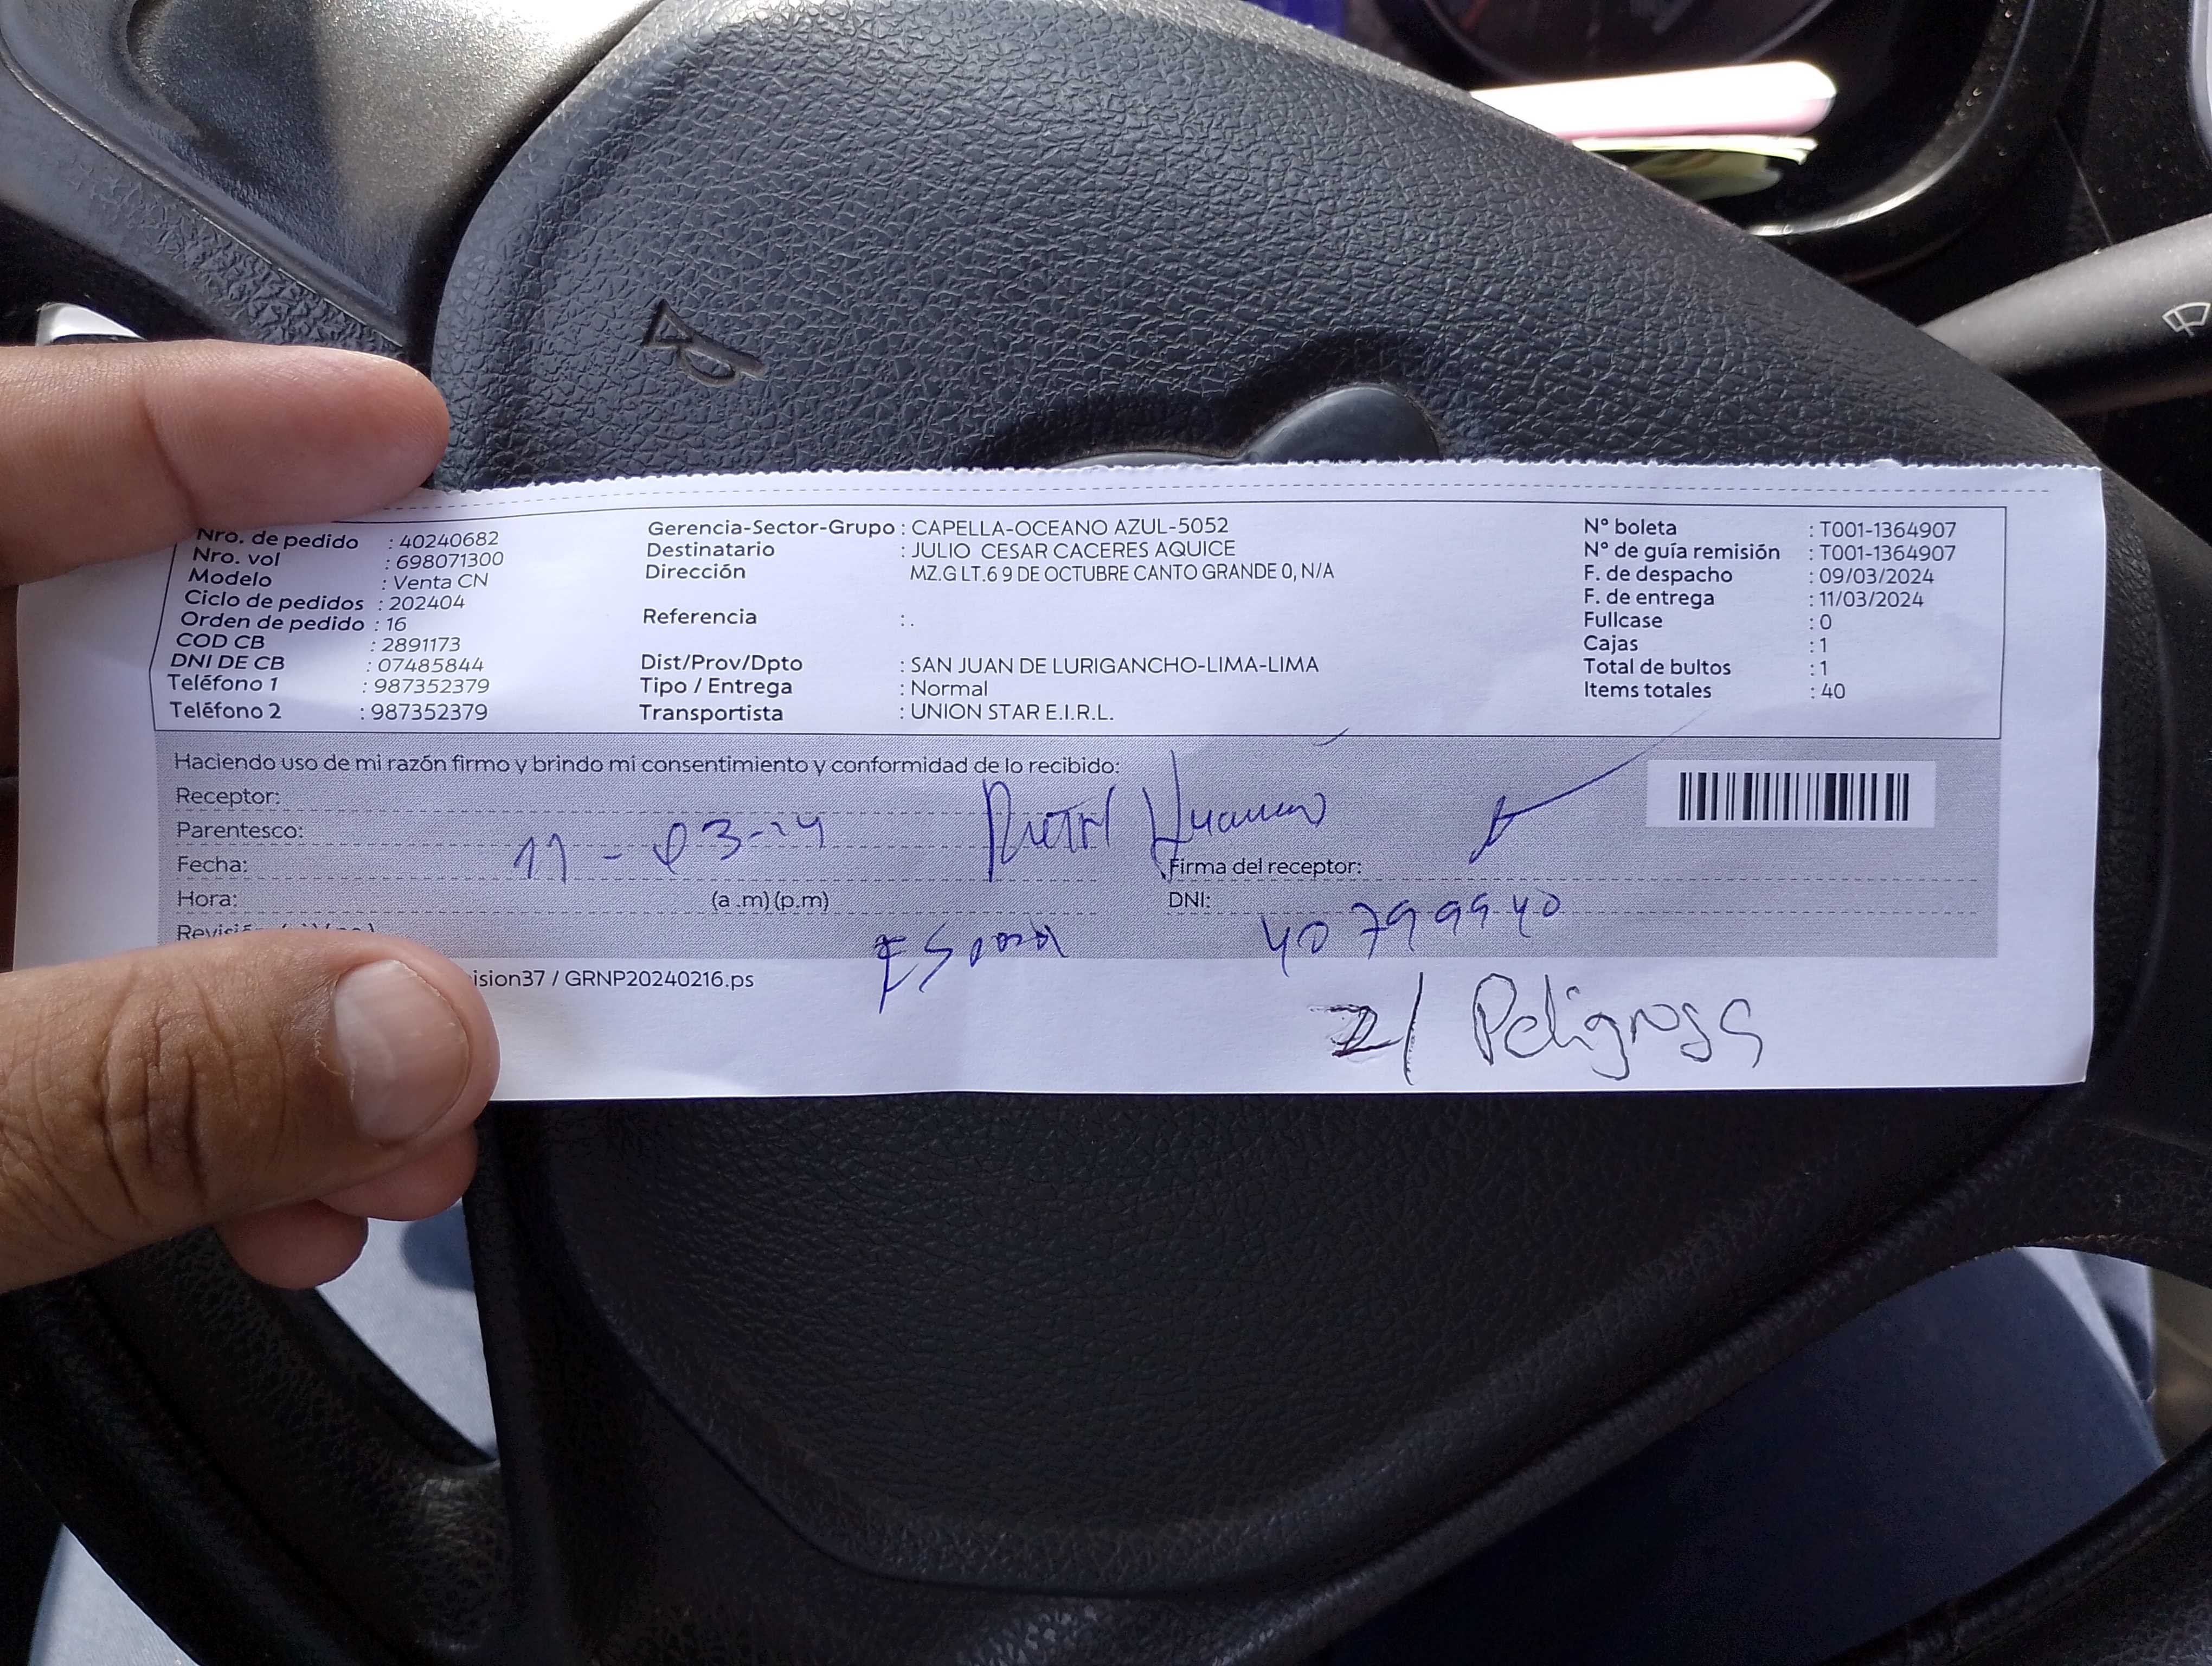 Nro. de pedido : 40240682
Nro. vol : 698071300
Modelo : Venta CN
Ciclo de pedidos : 202404
Orden de pedido : 16
COD CB : 2891173
DNI DE CB : 07485844
Teléfono 1 : 987352379
Teléfono 2 : 987352379
Gerencia-Sector-Grupo : CAPELLA-OCEANO AZUL-5052
Destinatario : JULIO CESAR CACERES AQUICE
Dirección MZ.G LT.6 9 DE OCTUBRE CANTO GRANDE 0, N/A
Referencia : .
Dist/Prov/Dpto : SAN JUAN DE LURIGANCHO-LIMA-LIMA
Tipo / Entrega : Normal
Transportista : UNION STAR E.I.R.L.
Nº boleta : T001-1364907
Nº de guía remisión : T001-1364907
F. de despacho : 09/03/2024
F. de entrega : 11/03/2024
Fullcase : 0
Cajas : 1
Total de bultos : 1
Items totales : 40
Haciendo uso de mi razón firmo y brindo mi consentimiento y conformidad de lo recibido:
Receptor:
Parentesco:
Fecha: 11-03-24
Firma del receptor:
Hora: (a.m)(p.m)
DNI: 40799940
ision37 / GRNP20240216.ps
Z/ Peligrosa